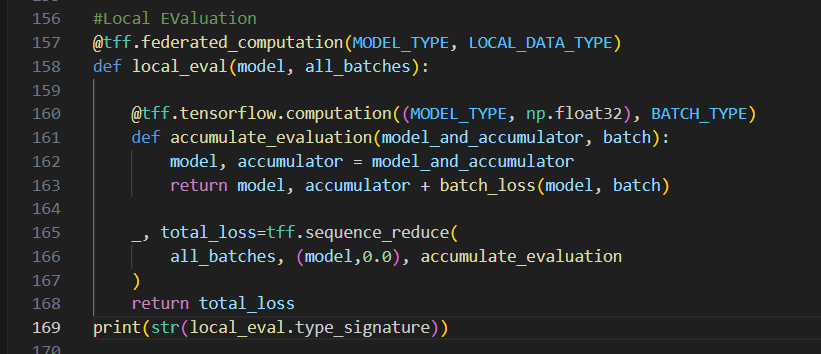 156 #Local EValuation
157 @tff.federated_computation(MODEL_TYPE, LOCAL_DATA_TYPE)
158 def local_eval(model, all_batches):
159
160     @tff.tensorflow.computation((MODEL_TYPE, np.float32), BATCH_TYPE)
161     def accumulate_evaluation(model_and_accumulator, batch):
162         model, accumulator = model_and_accumulator
163         return model, accumulator + batch_loss(model, batch)
164
165     _, total_loss=tff.sequence_reduce(
166         all_batches, (model,0.0), accumulate_evaluation
167     )
168     return total_loss
169 print(str(local_eval.type_signature))
170